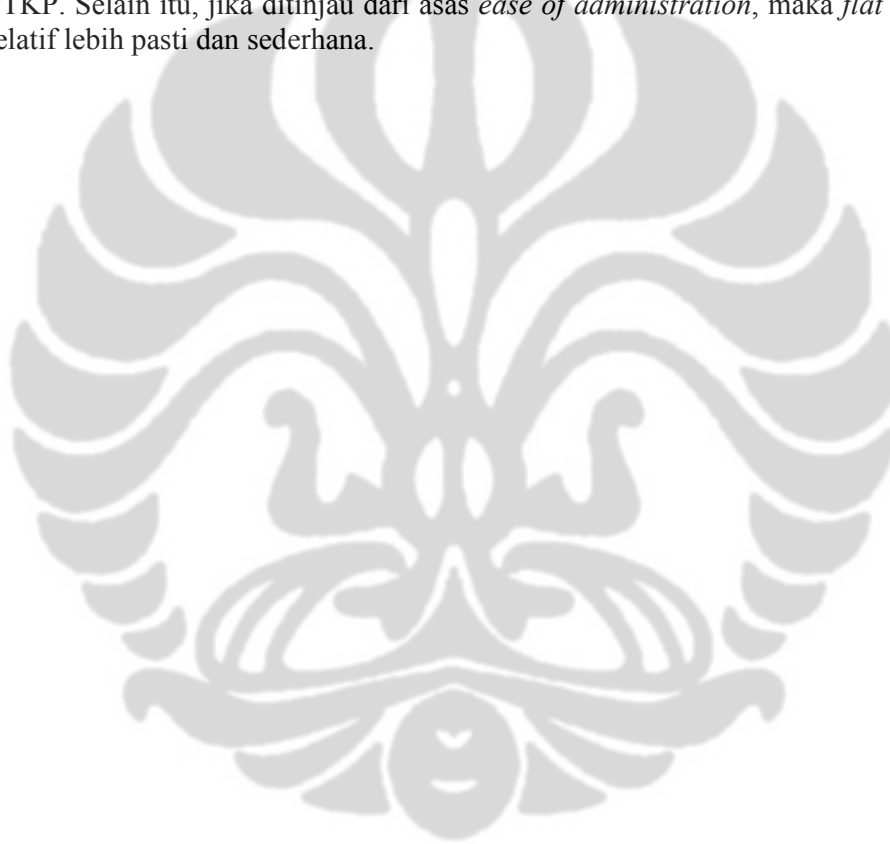 TKP. Selain itu, jika ditinjau dari asas ease of administration, maka flat
elatif lebih pasti dan sederhana.